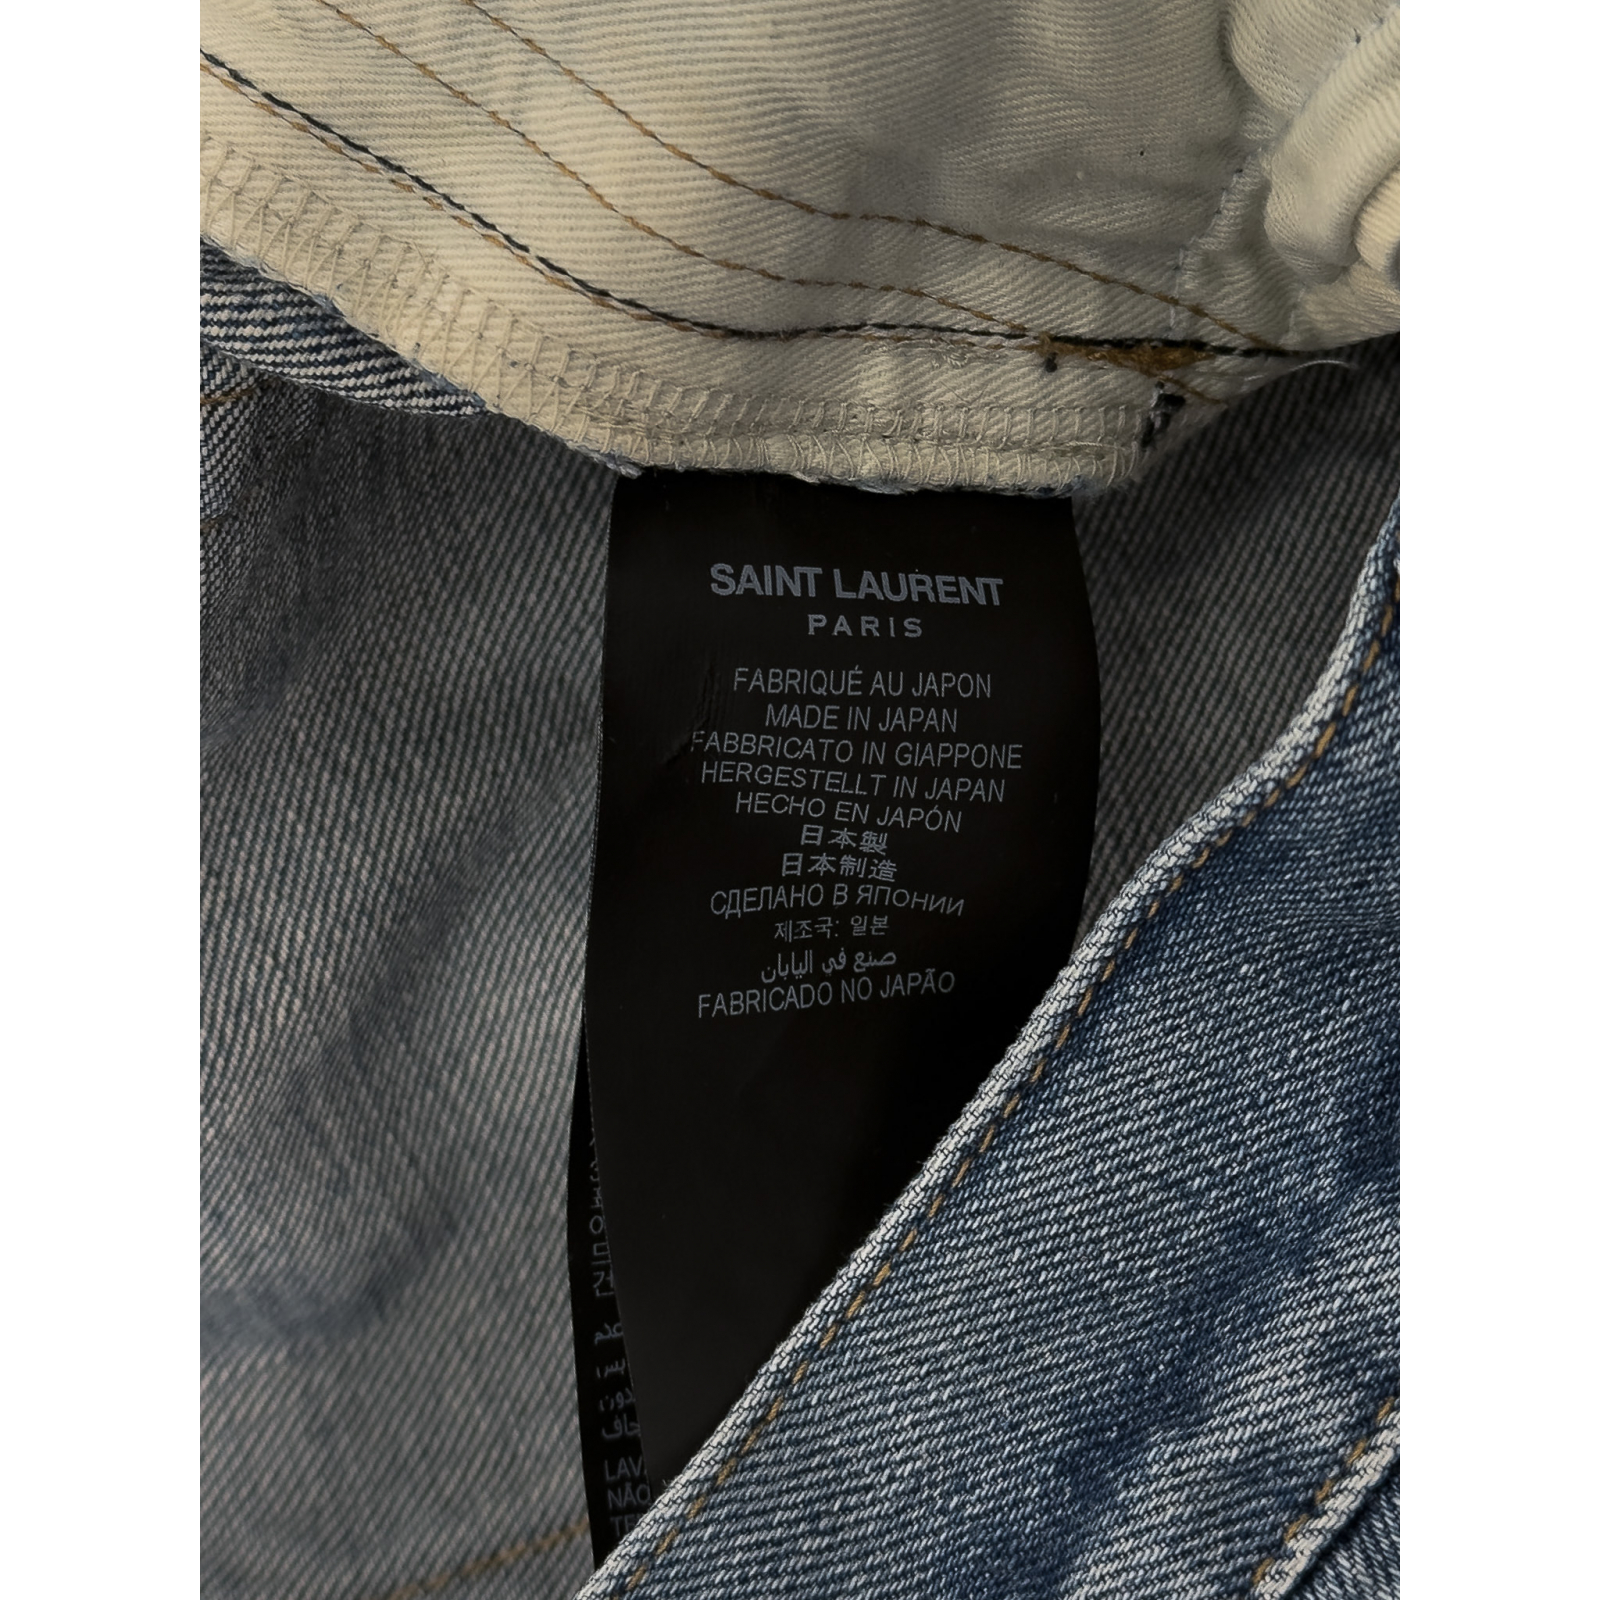 SAINT LAURENT
PARIS
FABRIQUÉ AU JAPON
MADE IN JAPAN
FABBRICATO IN GIAPPONE
HERGESTELLT IN JAPAN
HECHO EN JAPÓN
日本製
日本制造
СДЕЛАНО В ЯПОНИИ
제조국: 일본
صنع في اليابان
FABRICADO NO JAPÃO
NÃO